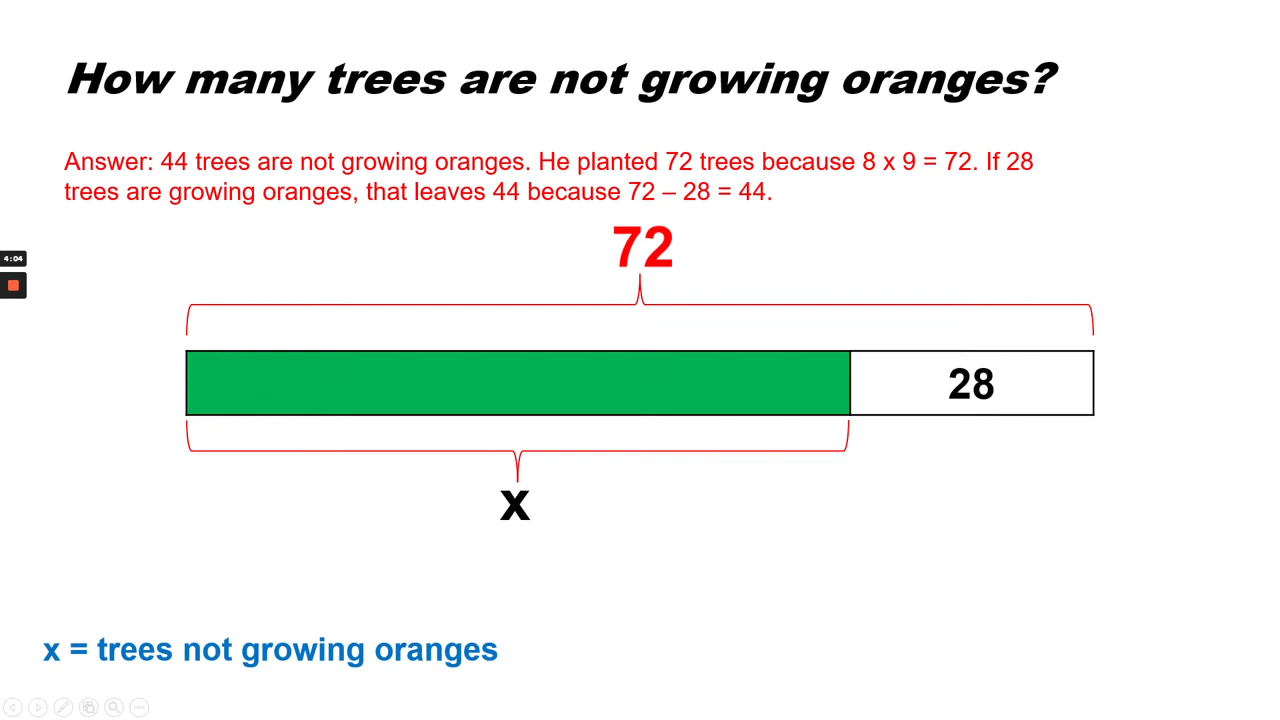 How many trees are not growing oranges?
Answer: 44 trees are not growing oranges. He planted 72 trees because 8 x 9 = 72. If 28
trees are growing oranges, that leaves 44 because 72 – 28 = 44.
72
4:04
28
x
x = trees not growing oranges